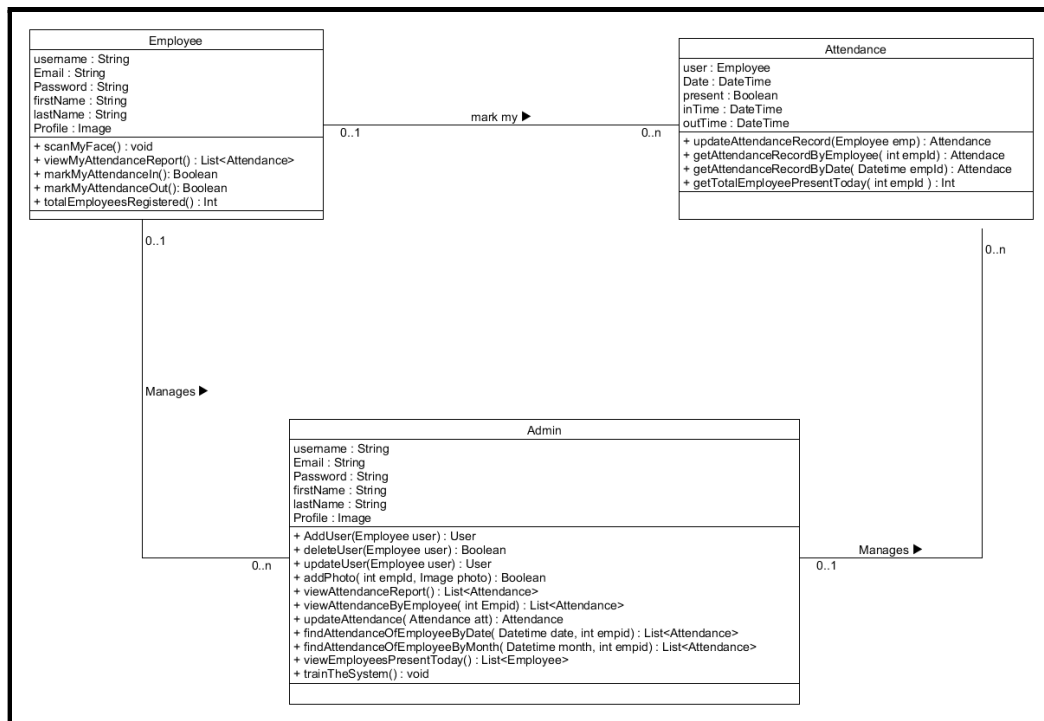 Employee
username : String
Email : String
Password : String
firstName : String
lastName : String
Profile : Image
+ scanMyFace() : void
+ viewMyAttendanceReport() : List<Attendance>
+ markMyAttendanceIn(): Boolean
+ markMyAttendanceOut(): Boolean
+ totalEmployeesRegistered() : Int
mark my ▶
0..1
0..n
Attendance
user : Employee
Date : DateTime
present : Boolean
inTime : DateTime
outTime : DateTime
+ updateAttendanceRecord(Employee emp) : Attendance
+ getAttendanceRecordByEmployee( int empId) : Attendace
+ getAttendanceRecordByDate( Datetime empId) : Attendace
+ getTotalEmployeePresentToday( int empId ) : Int
0..1
0..n
Manages ▶
Admin
username : String
Email : String
Password : String
firstName : String
lastName : String
Profile : Image
+ AddUser(Employee user) : User
+ deleteUser(Employee user) : Boolean
+ updateUser(Employee user) : User
+ addPhoto( int empId, Image photo) : Boolean
+ viewAttendanceReport() : List<Attendance>
+ viewAttendanceByEmployee( int Empid) : List<Attendance>
+ updateAttendance( Attendance att) : Attendance
+ findAttendanceOfEmployeeByDate( Datetime date, int empid) : List<Attendance>
+ findAttendanceOfEmployeeByMonth( Datetime month, int empid) : List<Attendance>
+ viewEmployeesPresentToday() : List<Employee>
+ trainTheSystem() : void
0..n
Manages ▶
0..1